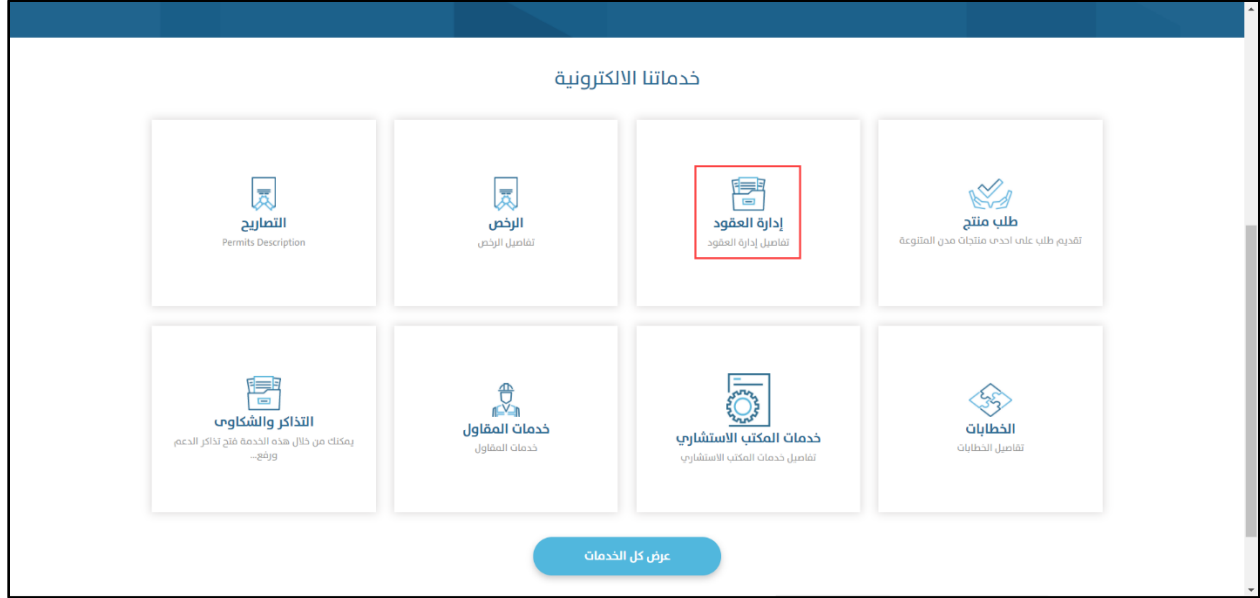 خدماتنا الالكترونية
طلب منتج
تقديم طلب على احدى منتجات مدن المتنوعة
إدارة العقود
تفاصيل إدارة العقود
الرخص
تفاصيل الرخص
التصاريح
Permits Description
الخطابات
تفاصيل الخطابات
خدمات المكتب الاستشاري
تفاصيل خدمات المكتب الاستشاري
خدمات المقاول
خدمات المقاول
التذاكر والشكاوى
يمكنك من خلال هذه الخدمة فتح تذاكر الدعم
ورفع...
عرض كل الخدمات